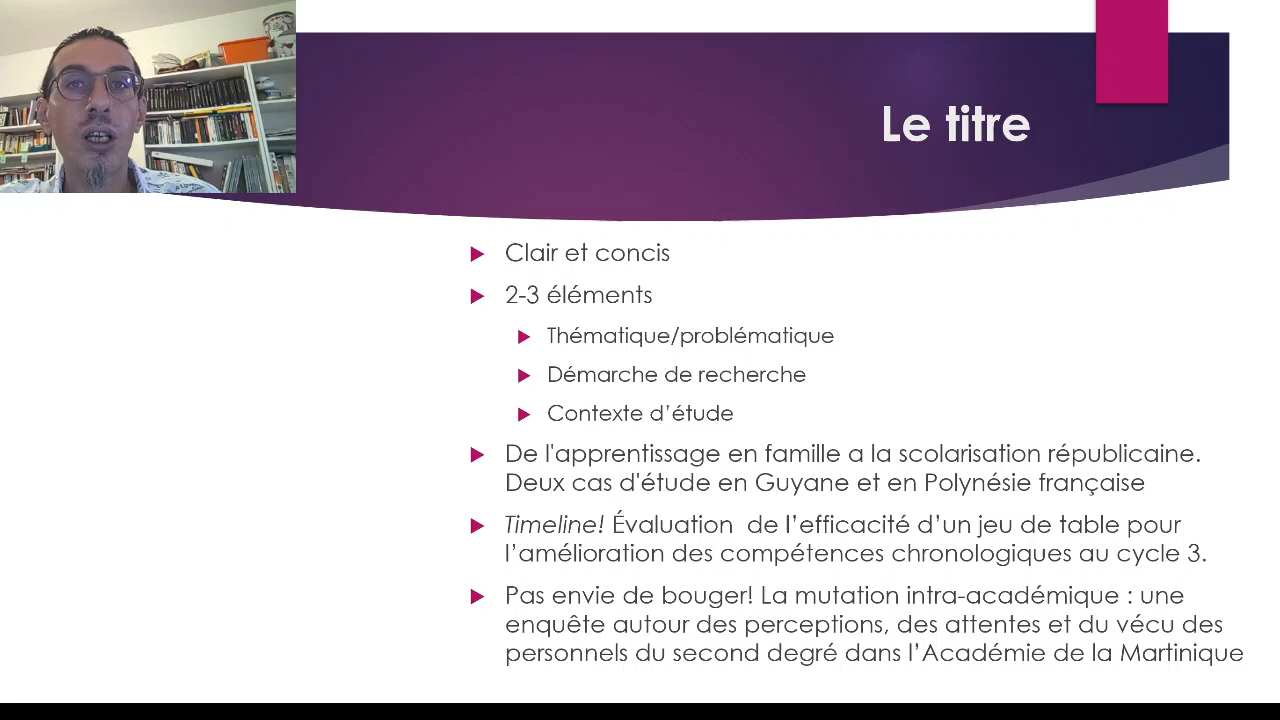 Le titre
Clair et concis
2-3 éléments
Thématique/problématique
Démarche de recherche
Contexte d’étude
De l'apprentissage en famille a la scolarisation républicaine.
Deux cas d'étude en Guyane et en Polynésie française
Timeline! Évaluation  de l’efficacité d’un jeu de table pour
l’amélioration des compétences chronologiques au cycle 3.
Pas envie de bouger! La mutation intra-académique : une
enquête autour des perceptions, des attentes et du vécu des
personnels du second degré dans l’Académie de la Martinique